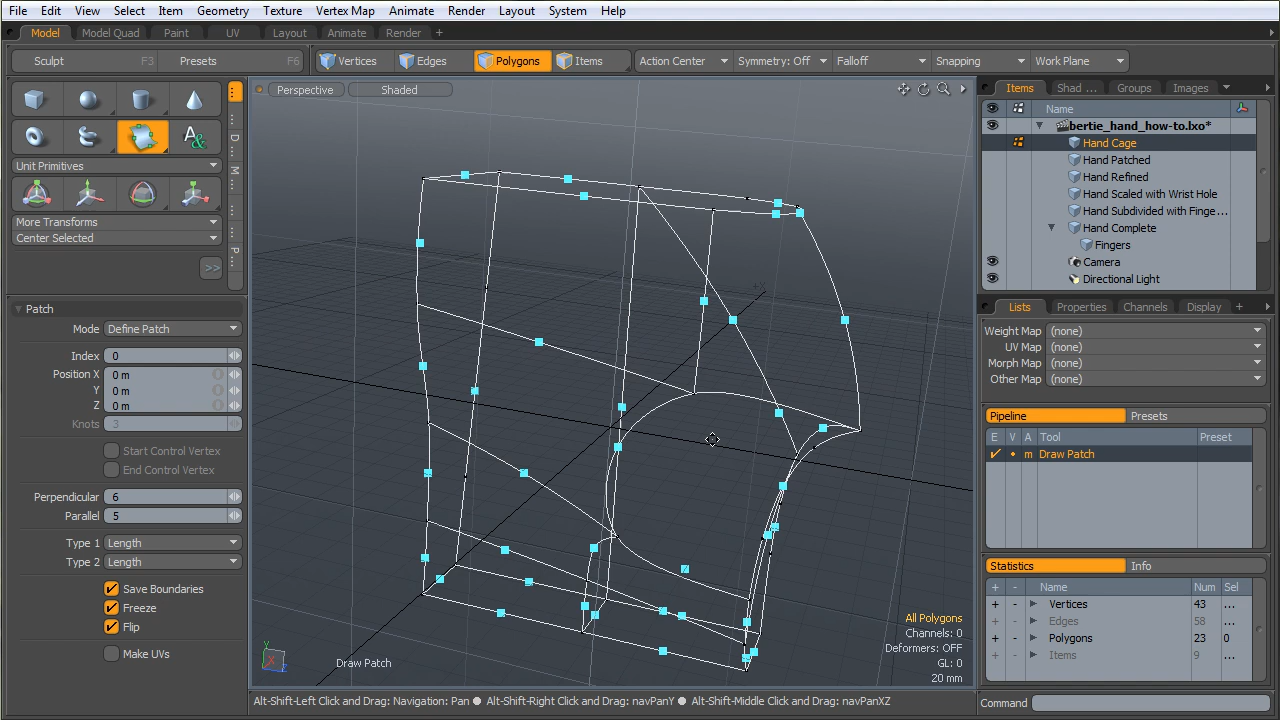 File Edit View Select Item Geometry Texture Vertex Map Animate Render Layout System Help
Model Model Quad Paint UV Layout Animate Render +
Sculpt F3 Presets F6 Vertices Edges Polygons Items Action Center Symmetry: Off Falloff Snapping Work Plane
Perspective Shaded
Unit Primitives
More Transforms
Center Selected
>>
D
M
P
Patch
Mode Define Patch
Index 0
Position X 0 m
Y 0 m
Z 0 m
Knots 3
Start Control Vertex
End Control Vertex
Perpendicular 6
Parallel 5
Type 1 Length
Type 2 Length
Save Boundaries
Freeze
Flip
Make UVs
+X
Y
X
Z
Draw Patch
All Polygons
Channels: 0
Deformers: OFF
GL: 0
20 mm
Alt-Shift-Left Click and Drag: Navigation: Pan ● Alt-Shift-Right Click and Drag: navPanY ● Alt-Shift-Middle Click and Drag: navPanXZ
Items Shad ... Groups Images
Name
bertie_hand_how-to.lxo*
Hand Cage
Hand Patched
Hand Refined
Hand Scaled with Wrist Hole
Hand Subdivided with Finge...
Hand Complete
Fingers
Camera
Directional Light
Lists Properties Channels Display +
Weight Map (none)
UV Map (none)
Morph Map (none)
Other Map (none)
Pipeline Presets
E V A Tool Preset
m Draw Patch
Statistics Info
+ - Name Num Sel
+ - Vertices 43 ...
+ - Edges 58 ...
+ - Polygons 23 0
+ - Items 9 ...
Command